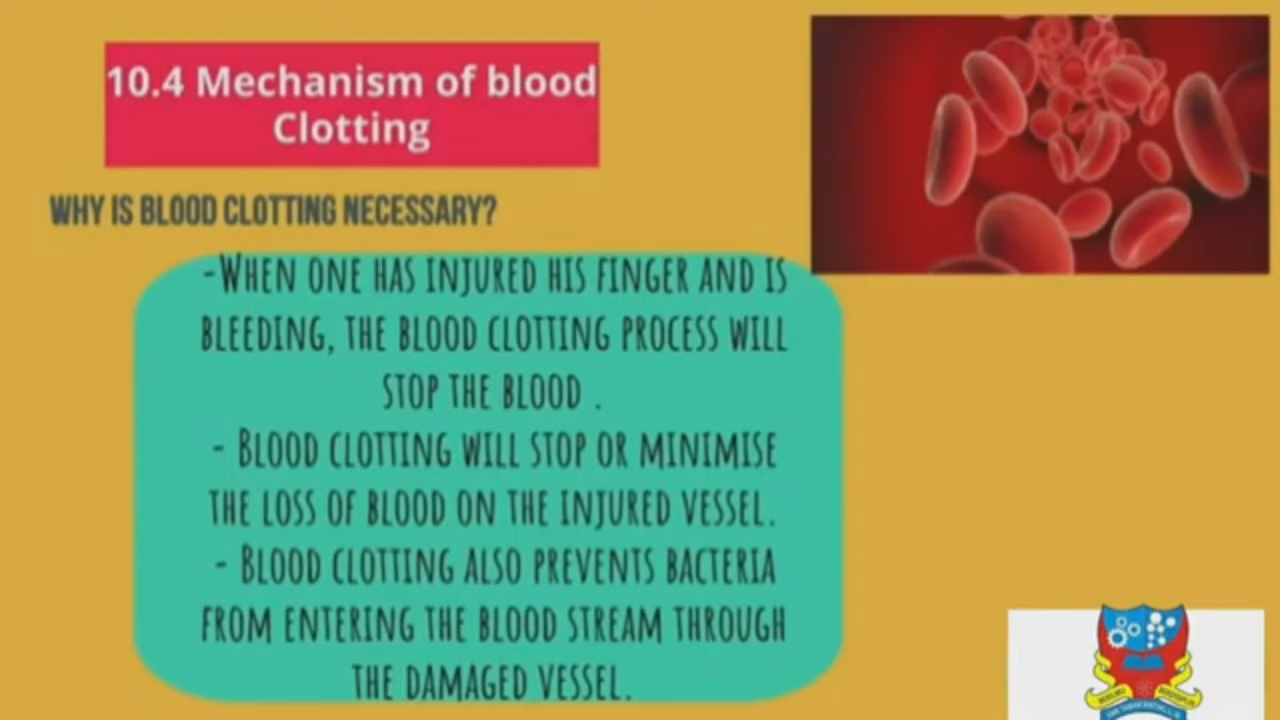 10.4 Mechanism of blood
Clotting
WHY IS BLOOD CLOTTING NECESSARY?
-WHEN ONE HAS INJURED HIS FINGER AND IS
BLEEDING, THE BLOOD CLOTTING PROCESS WILL
STOP THE BLOOD .
- BLOOD CLOTTING WILL STOP OR MINIMISE
THE LOSS OF BLOOD ON THE INJURED VESSEL.
- BLOOD CLOTTING ALSO PREVENTS BACTERIA
FROM ENTERING THE BLOOD STREAM THROUGH
THE DAMAGED VESSEL.